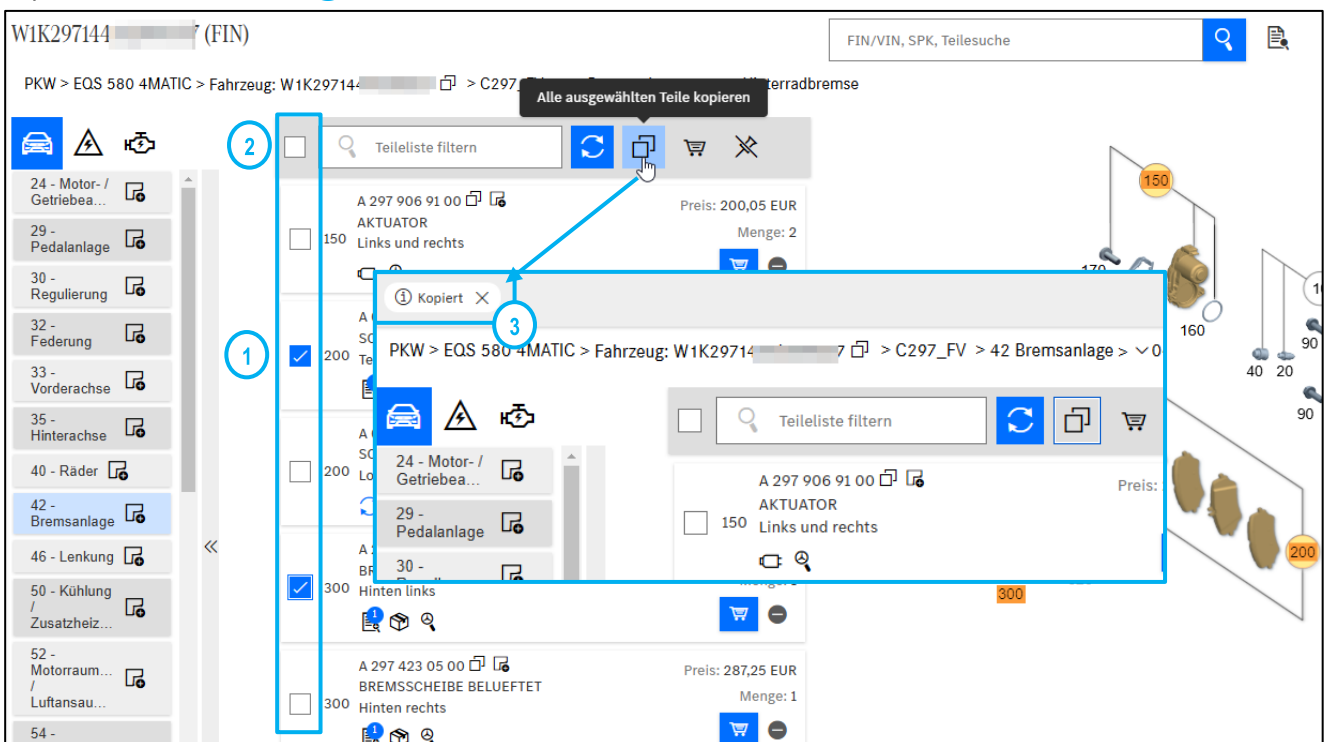 W1K297144 7 (FIN)
FIN/VIN, SPK, Teilesuche
PKW > EQS 580 4MATIC > Fahrzeug: W1K29714 > C297_ Hinterradbremse
Alle ausgewählten Teile kopieren
2
Teileliste filtern
24 - Motor- /
Getriebea...
29 -
Pedalanlage
30 -
Regulierung
32 -
Federung
33 -
Vorderachse
35 -
Hinterachse
40 - Räder
42 -
Bremsanlage
46 - Lenkung
50 - Kühlung
/
Zusatzheiz...
52 -
Motorraum...
/
Luftansau...
54 -
A 297 906 91 00
Preis: 200,05 EUR
AKTUATOR
Menge: 2
150 Links und rechts
1
200
200
300 Hinten links
1
A 297 423 05 00
Preis: 287,25 EUR
BREMSSCHEIBE BELUEFTET
Menge: 1
300 Hinten rechts
1
Kopiert
3
PKW > EQS 580 4MATIC > Fahrzeug: W1K29714 7 > C297_FV > 42 Bremsanlage > 0
Teileliste filtern
24 - Motor- /
Getriebea...
29 -
Pedalanlage
30 -
A 297 906 91 00
Preis:
AKTUATOR
150 Links und rechts
150
170
160
90
40 20
90
200
300